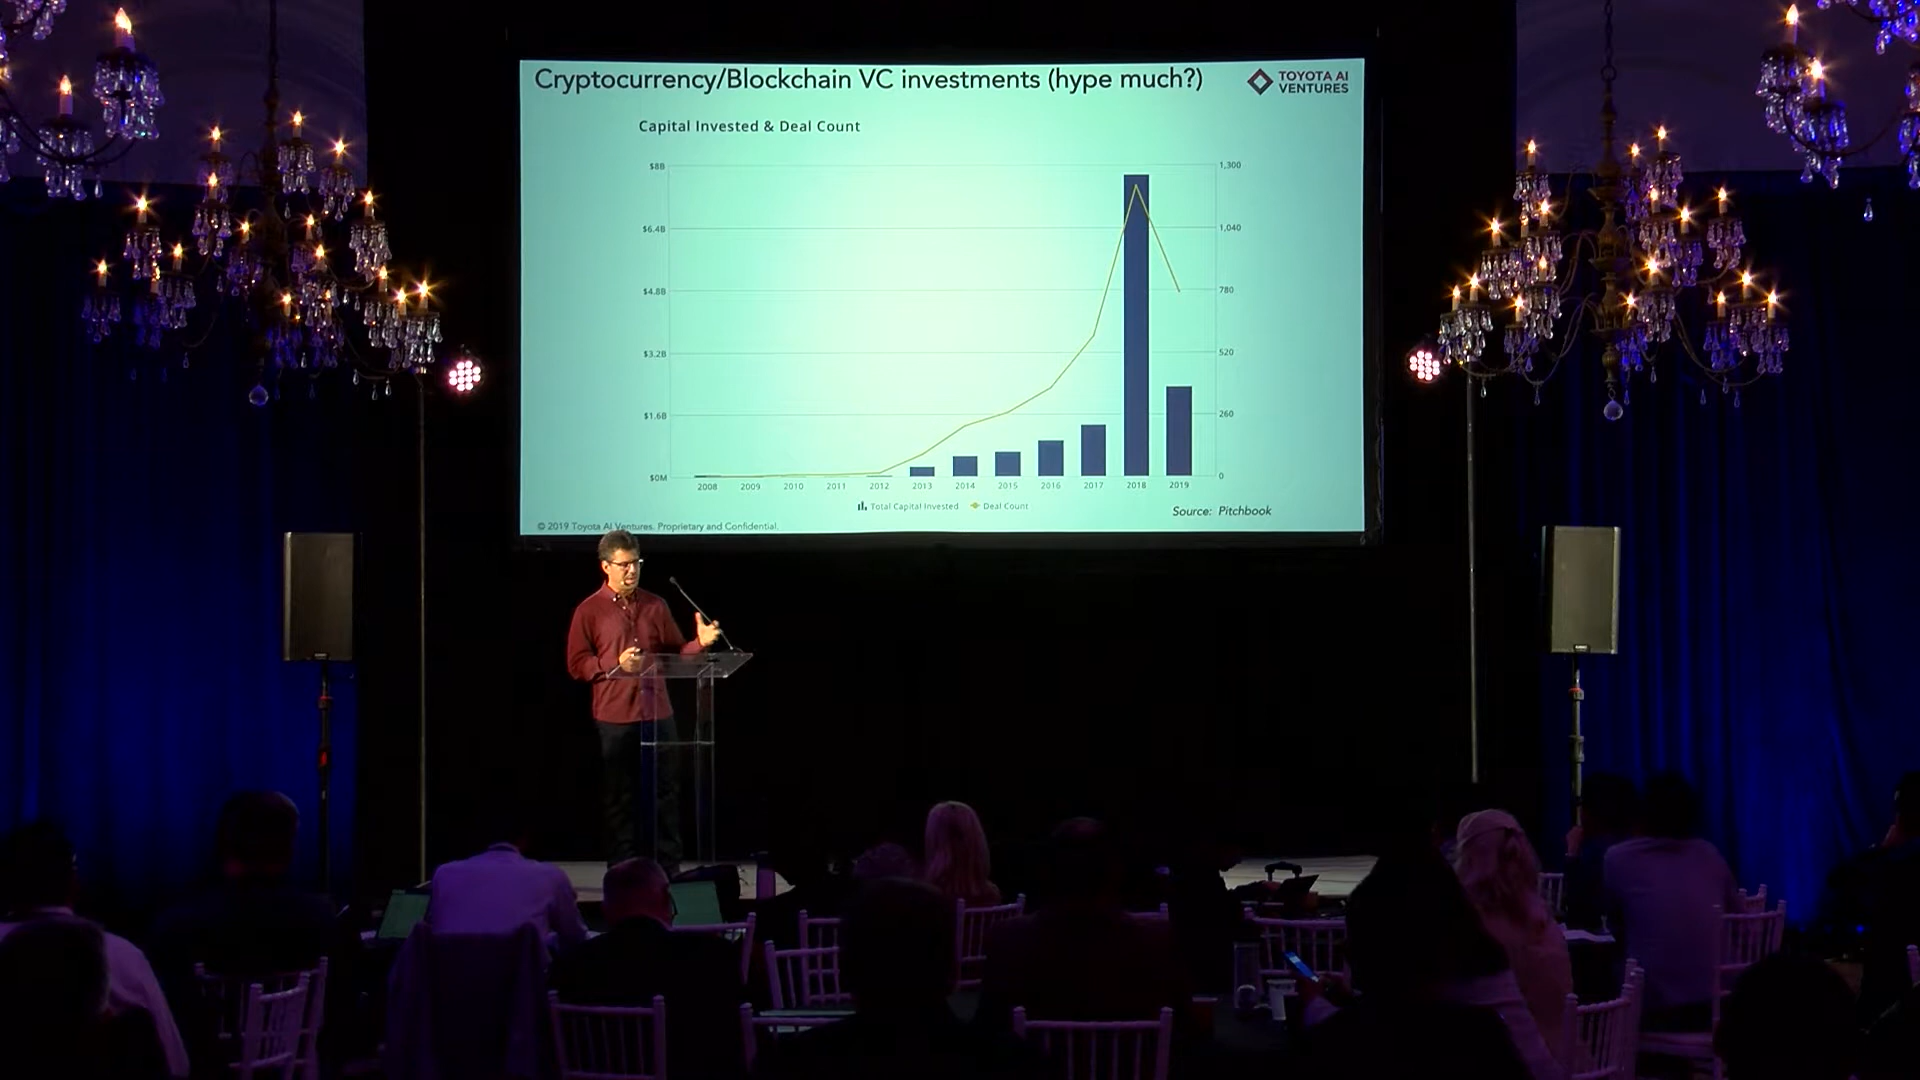 Cryptocurrency/Blockchain VC investments (hype much?)
TOYOTA AI
VENTURES
Capital Invested & Deal Count
$8B
1,300
$6.4B
1,040
$4.8B
780
$3.2B
520
$1.6B
260
$0M
0
2008 2009 2010 2011 2012 2013 2014 2015 2016 2017 2018 2019
Total Capital Invested Deal Count
Source: Pitchbook
© 2019 Toyota AI Ventures. Proprietary and Confidential.